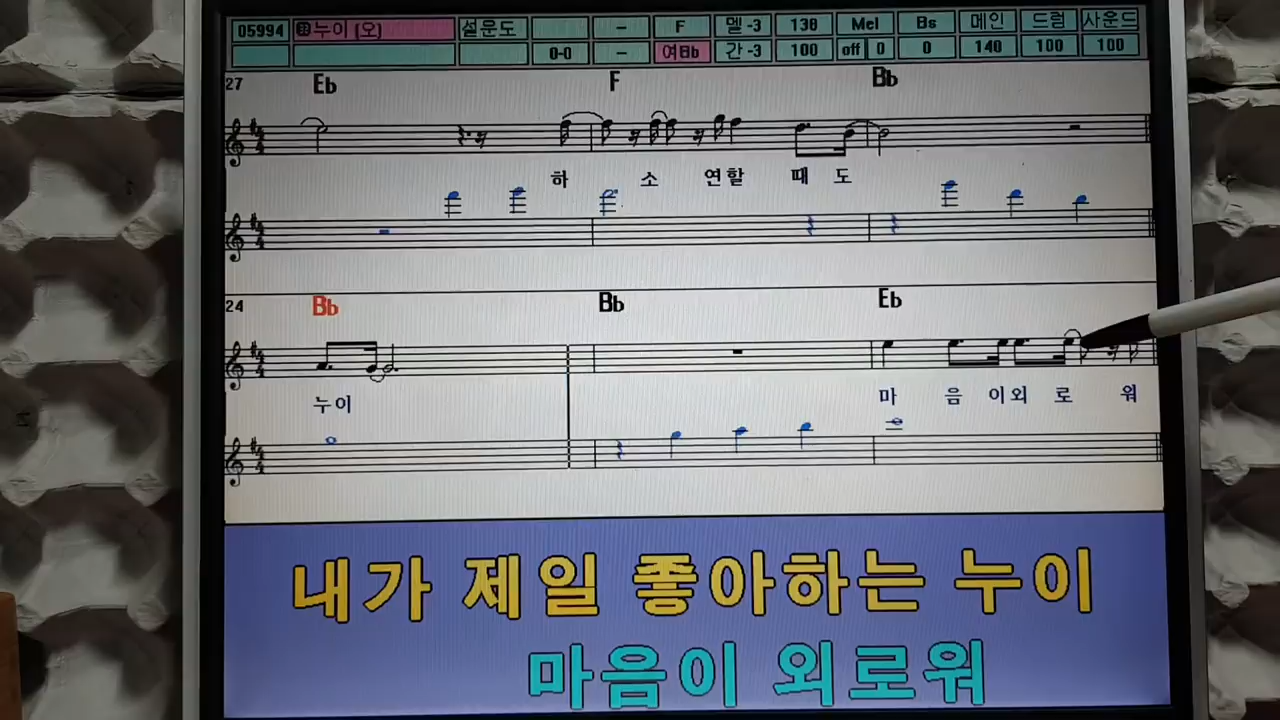 05994 누이 (오) 설운도 – F 멜 -3 130 Mel Bs 메인 드럼 사운드
0-0 – 여Bb 간 -3 100 off 0 0 140 100 100
27 Eb F Bb
하 소 연할 때 도
24 Bb Bb Eb
누이 마 음 이외 로 워
내가 제일 좋아하는 누이
마음이 외로워